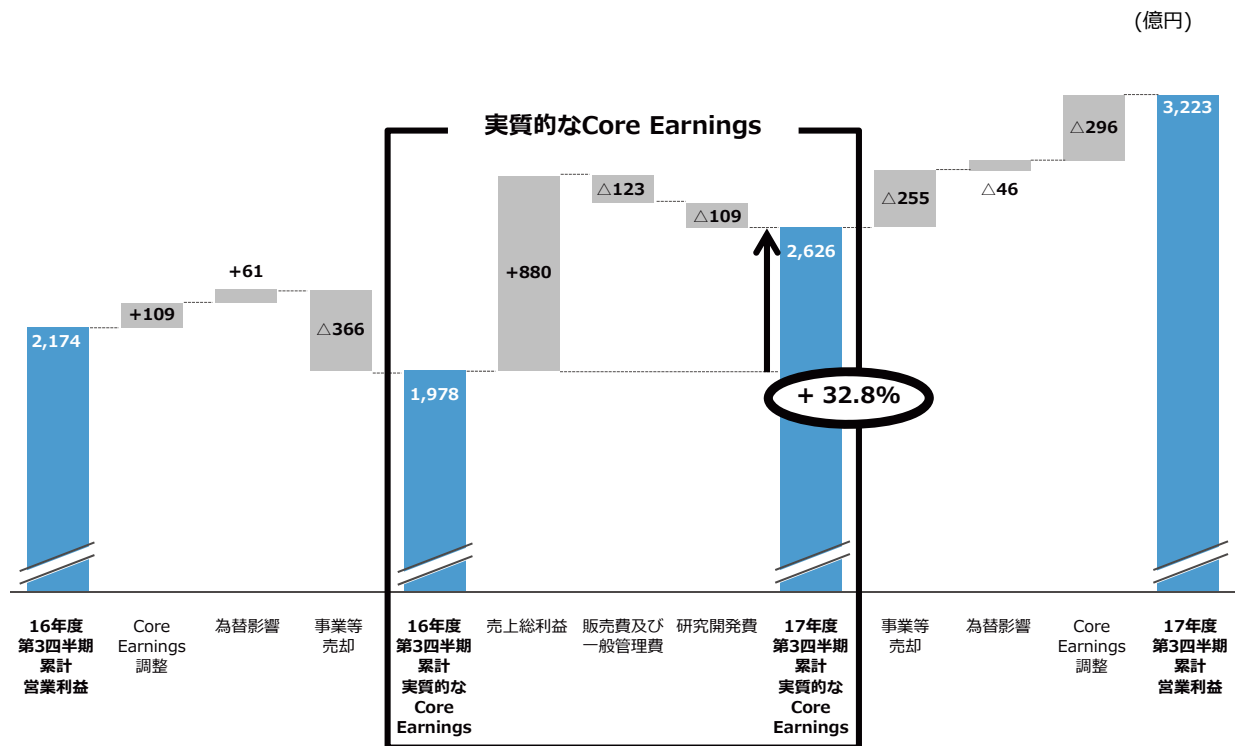 (億円)
実質的なCore Earnings
2,174
+109
+61
△366
1,978
+880
△123
△109
2,626
+ 32.8%
△255
△46
△296
3,223
16年度
第3四半期
累計
営業利益
Core
Earnings
調整
為替影響
事業等
売却
16年度
第3四半期
累計
実質的な
Core
Earnings
売上総利益
販売費及び
一般管理費
研究開発費
17年度
第3四半期
累計
実質的な
Core
Earnings
事業等
売却
為替影響
Core
Earnings
調整
17年度
第3四半期
累計
営業利益